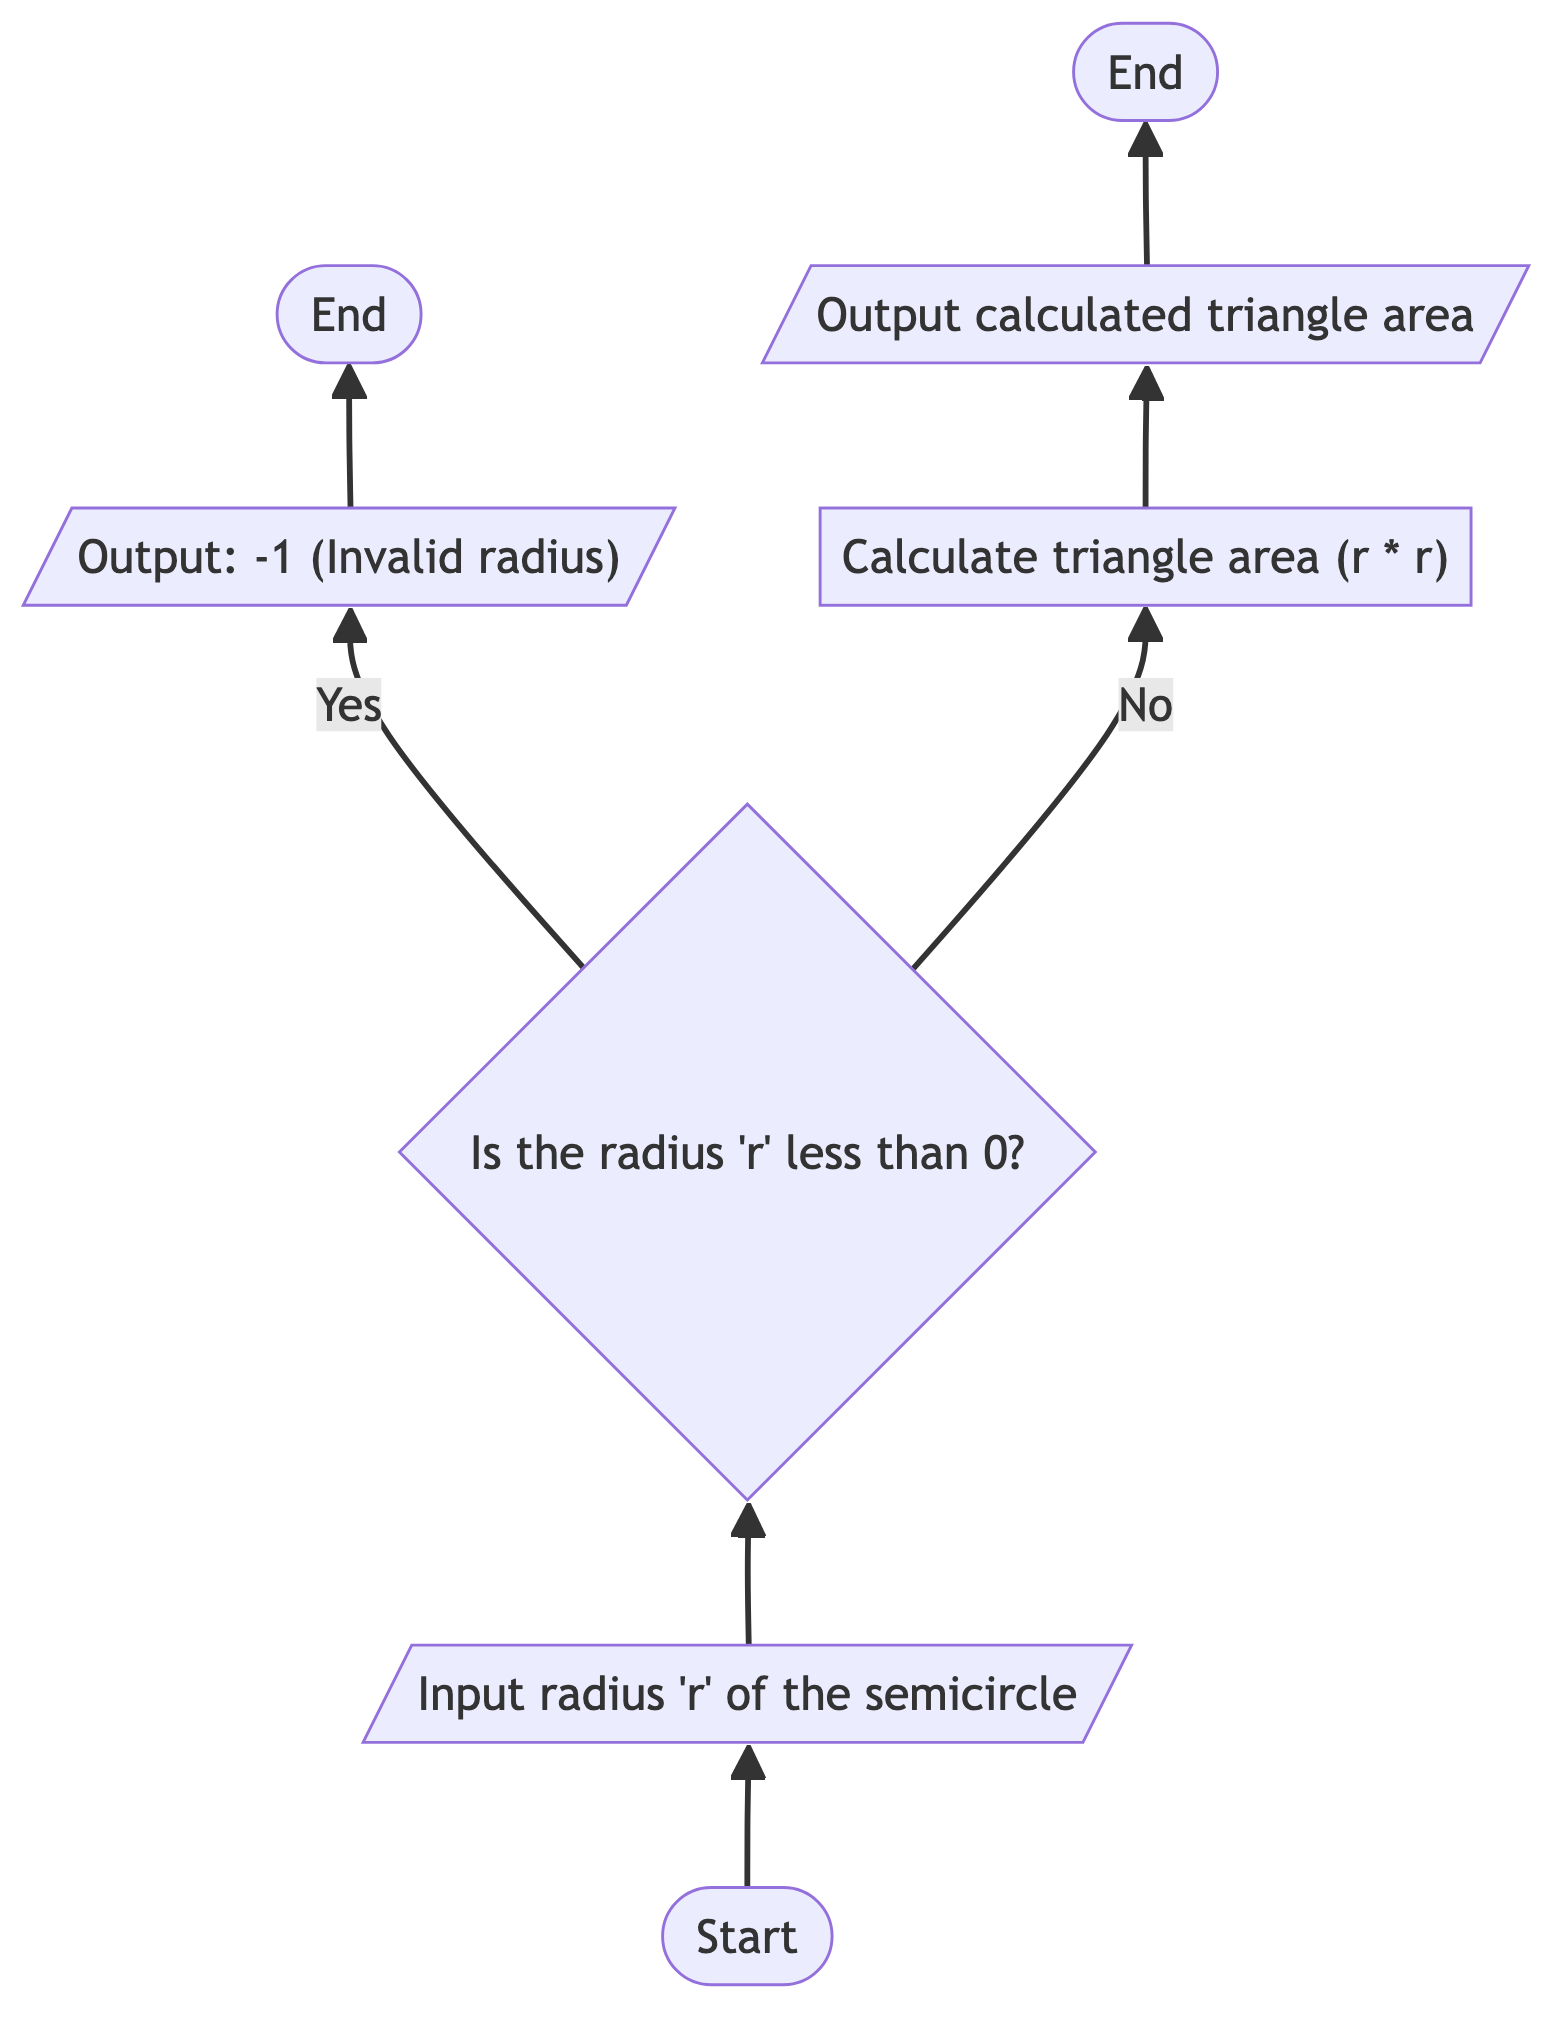 End
End
Output calculated triangle area
Output: -1 (Invalid radius)
Calculate triangle area (r * r)
Yes
No
Is the radius 'r' less than 0?
Input radius 'r' of the semicircle
Start